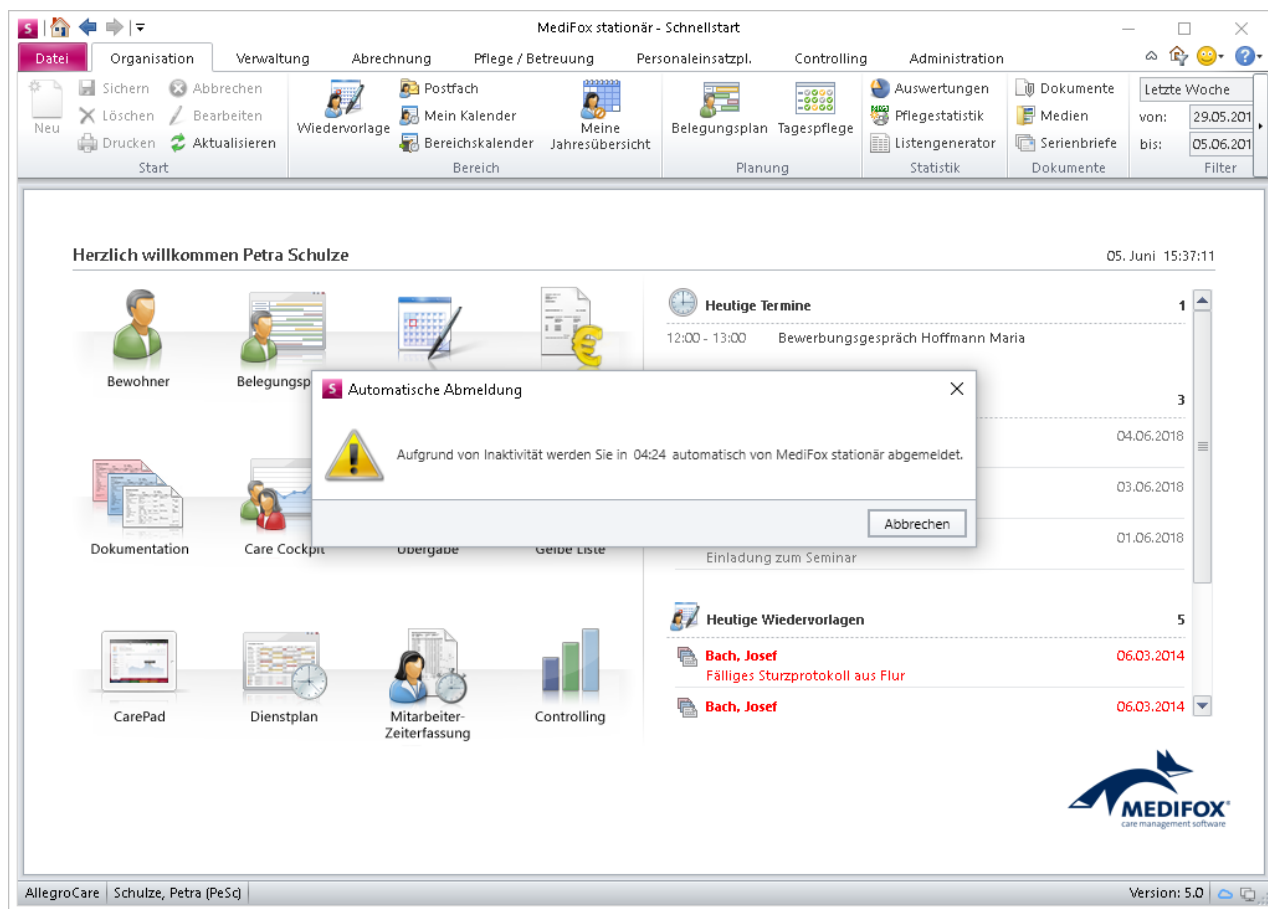 MediFox stationär - Schnellstart
Datei Organisation Verwaltung Abrechnung Pflege / Betreuung Personaleinsatzpl. Controlling Administration
Neu
Sichern Abbrechen
Löschen Bearbeiten
Drucken Aktualisieren
Start
Wiedervorlage
Postfach
Mein Kalender
Bereichskalender
Meine
Jahresübersicht
Bereich
Belegungsplan Tagespflege
Planung
Auswertungen
Pflegestatistik
Listengenerator
Statistik
Dokumente
Medien
Serienbriefe
Dokumente
Letzte Woche
von: 29.05.201
bis: 05.06.201
Filter
Herzlich willkommen Petra Schulze
05. Juni 15:37:11
Bewohner
Belegungsp
Dokumentation
Care Cockpit
Übergabe
Gelbe Liste
CarePad
Dienstplan
Mitarbeiter-
Zeiterfassung
Controlling
Heutige Termine 1
12:00 - 13:00 Bewerbungsgespräch Hoffmann Maria
3
04.06.2018
03.06.2018
01.06.2018
Einladung zum Seminar
Heutige Wiedervorlagen 5
Bach, Josef 06.03.2014
Fälliges Sturzprotokoll aus Flur
Bach, Josef 06.03.2014
S Automatische Abmeldung
Aufgrund von Inaktivität werden Sie in 04:24 automatisch von MediFox stationär abgemeldet.
Abbrechen
MEDIFOX
care management software
AllegroCare Schulze, Petra (PeSc) Version: 5.0